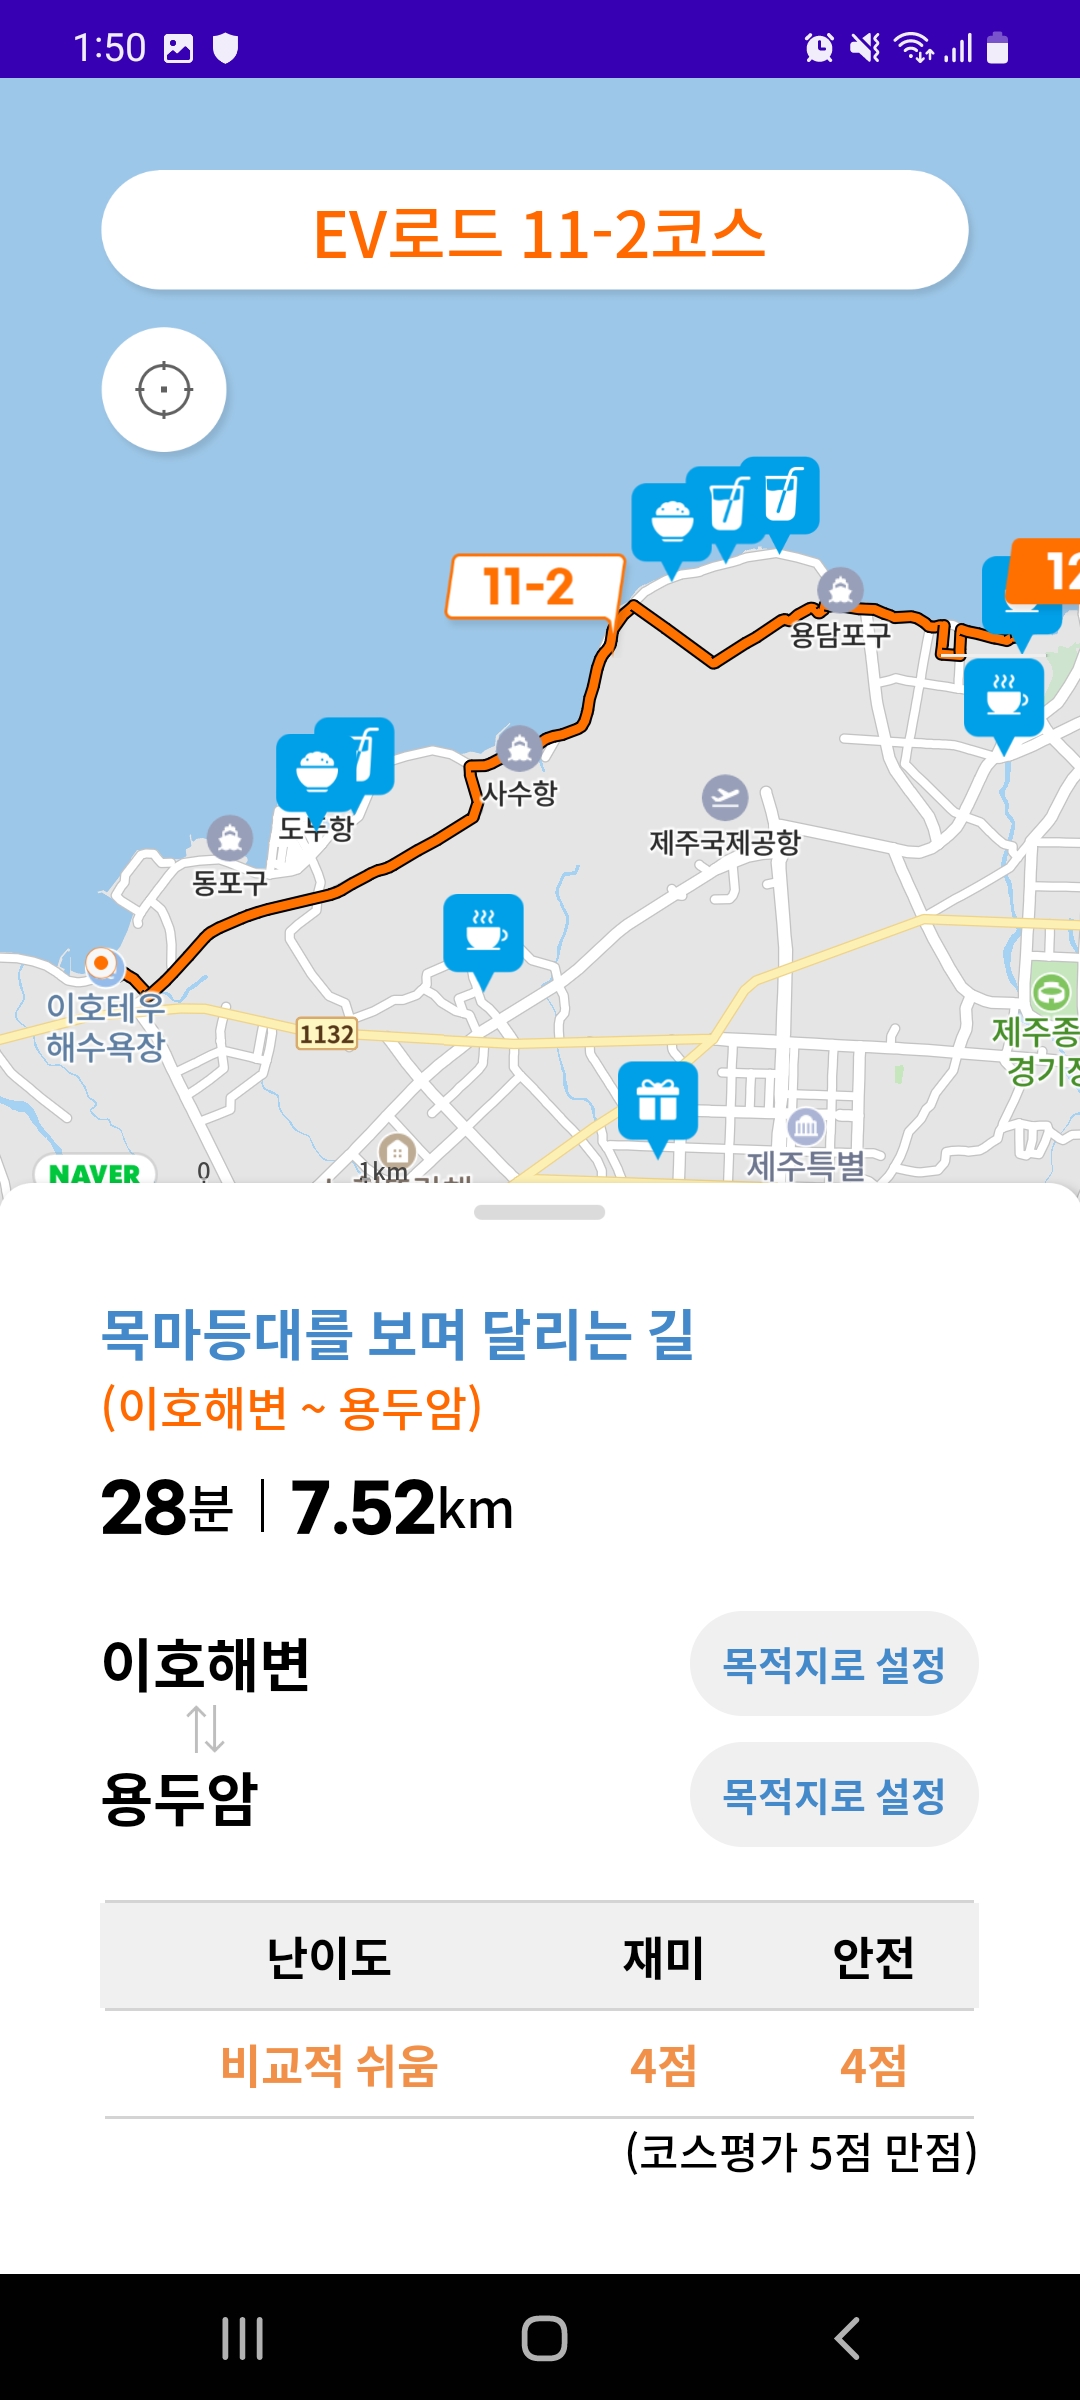 1:50
EV로드 11-2코스
11-2
12
용담포구
사수항
제주국제공항
도두항
동포구
이호테우
해수욕장
1132
제주종
경기장
제주특별
NAVER
0
1km
목마등대를 보며 달리는 길
(이호해변 ~ 용두암)
28분 | 7.52km
이호해변
목적지로 설정
용두암
목적지로 설정
난이도 재미 안전
비교적 쉬움 4점 4점
(코스평가 5점 만점)